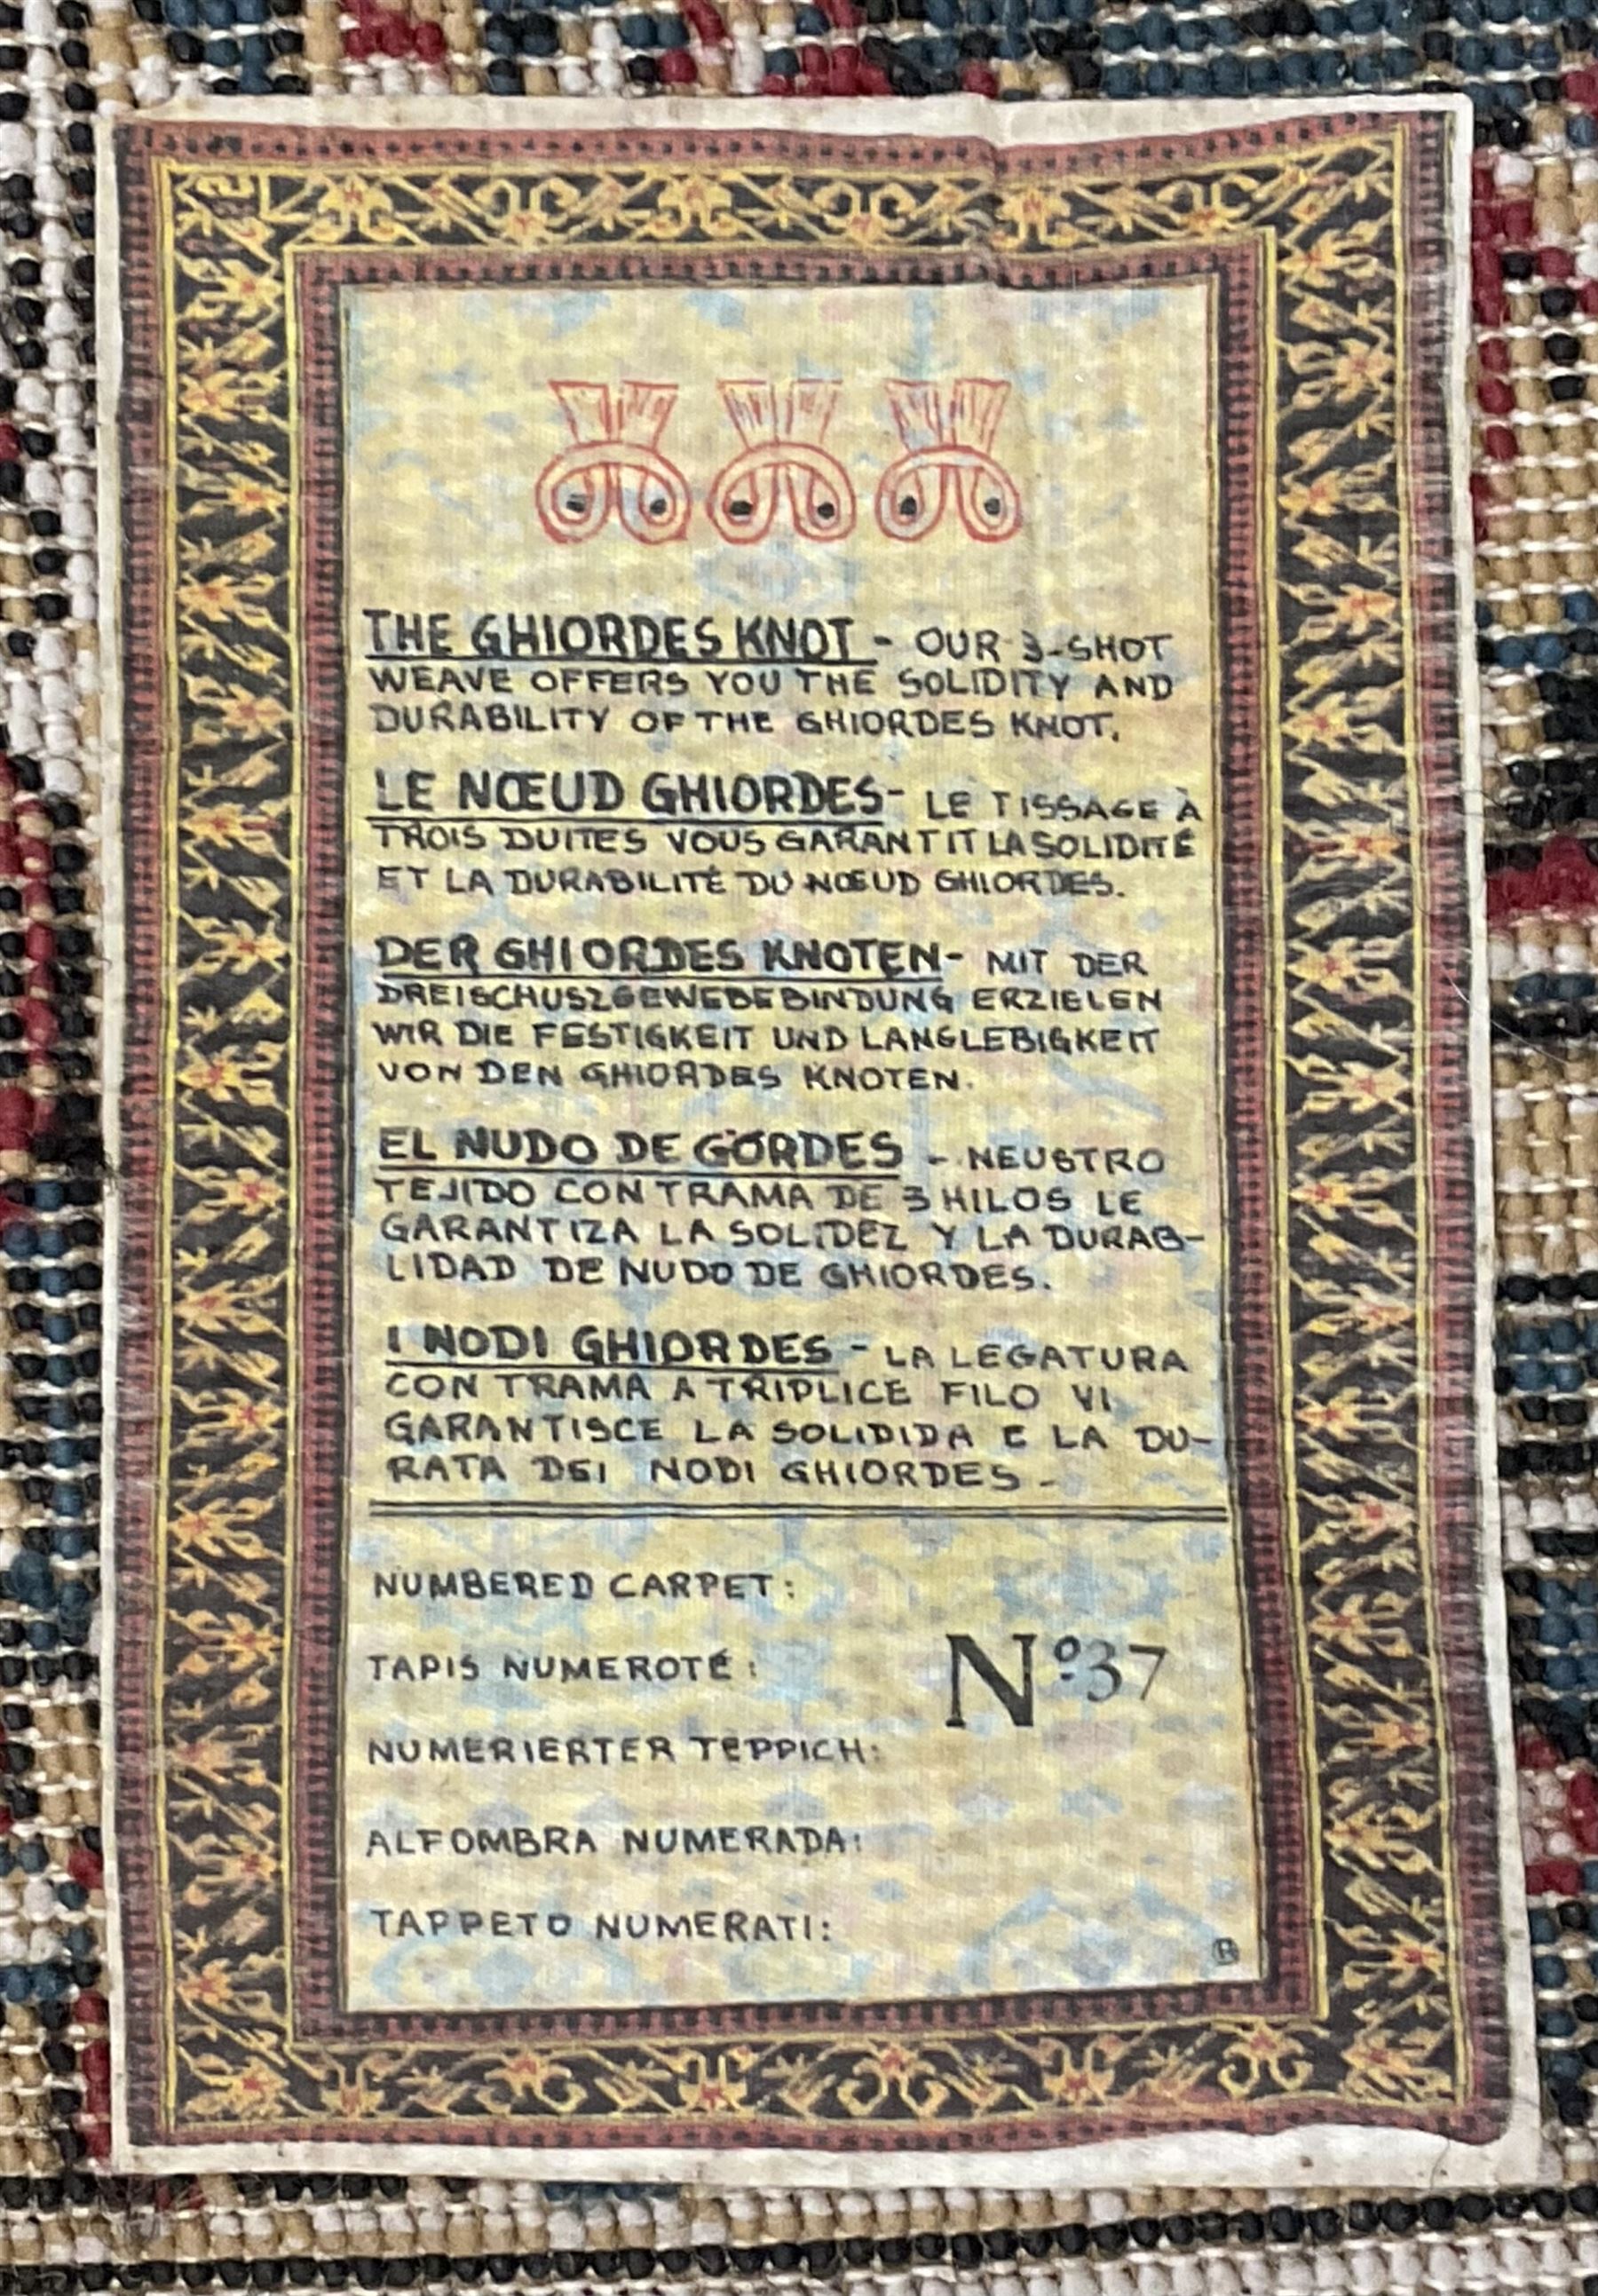 THE GHIORDES KNOT - OUR 3-SHOT
WEAVE OFFERS YOU THE SOLIDITY AND
DURABILITY OF THE GHIORDES KNOT.
LE NŒUD GHIORDES- LE TISSAGE À
TROIS DUITES VOUS GARANTIT LA SOLIDITÉ
ET LA DURABILITÉ DU NŒUD GHIORDES.
DER GHIORDES KNOTEN- MIT DER
DREISCHUSZGEWEBEBINDUNG ERZIELEN
WIR DIE FESTIGKEIT UND LANGLEBIGKEIT
VON DEN GHIORDES KNOTEN.
EL NUDO DE GÖRDES - NEUSTRO
TEJIDO CON TRAMA DE 3 HILOS LE
GARANTIZA LA SOLIDEZ Y LA DURAB-
LIDAD DE NUDO DE GHIORDES.
I NODI GHIORDES - LA LEGATURA
CON TRAMA A TRIPLICE FILO VI
GARANTISCE LA SOLIDIDA E LA DU-
RATA DEI NODI GHIORDES -
NUMBERED CARPET:
TAPIS NUMEROTÉ:
Nº 37
NUMERIERTER TEPPICH:
ALFOMBRA NUMERADA:
TAPPETO NUMERATI: